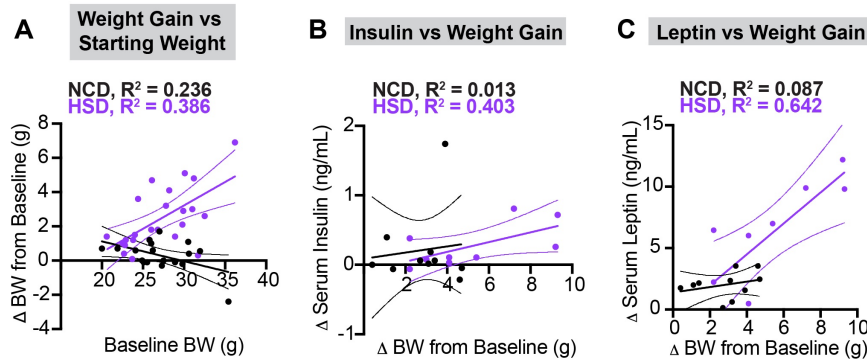 A
Weight Gain vs
Starting Weight
NCD, R² = 0.236
HSD, R² = 0.386
Δ BW from Baseline (g)
8
6
4
2
0
-2
-4
20 25 30 35 40
Baseline BW (g)
B
Insulin vs Weight Gain
NCD, R² = 0.013
HSD, R² = 0.403
Δ Serum Insulin (ng/mL)
2
1
0
-1
2 4 6 8 10
Δ BW from Baseline (g)
C
Leptin vs Weight Gain
NCD, R² = 0.087
HSD, R² = 0.642
Δ Serum Leptin (ng/mL)
15
10
5
0
0 2 4 6 8 10
Δ BW from Baseline (g)